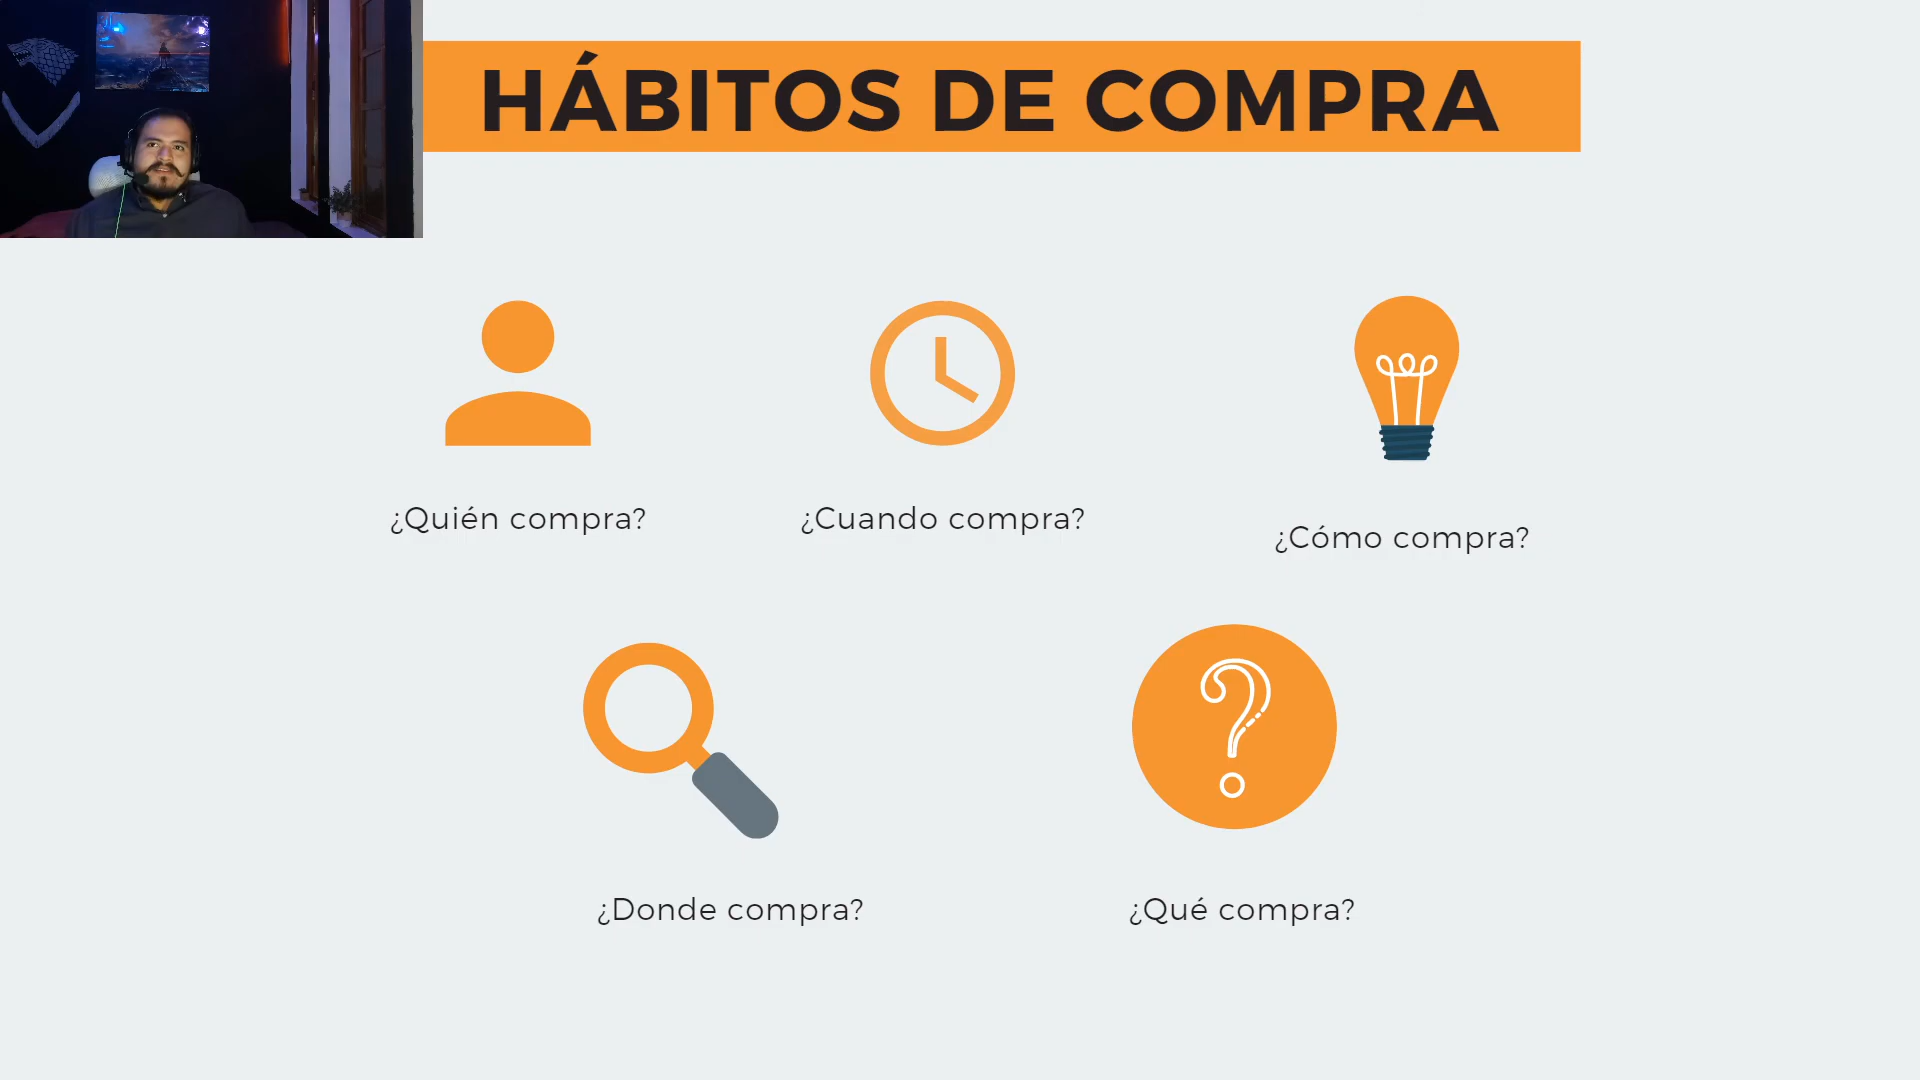 HÁBITOS DE COMPRA
¿Quién compra?
¿Cuando compra?
¿Cómo compra?
¿Donde compra?
¿Qué compra?